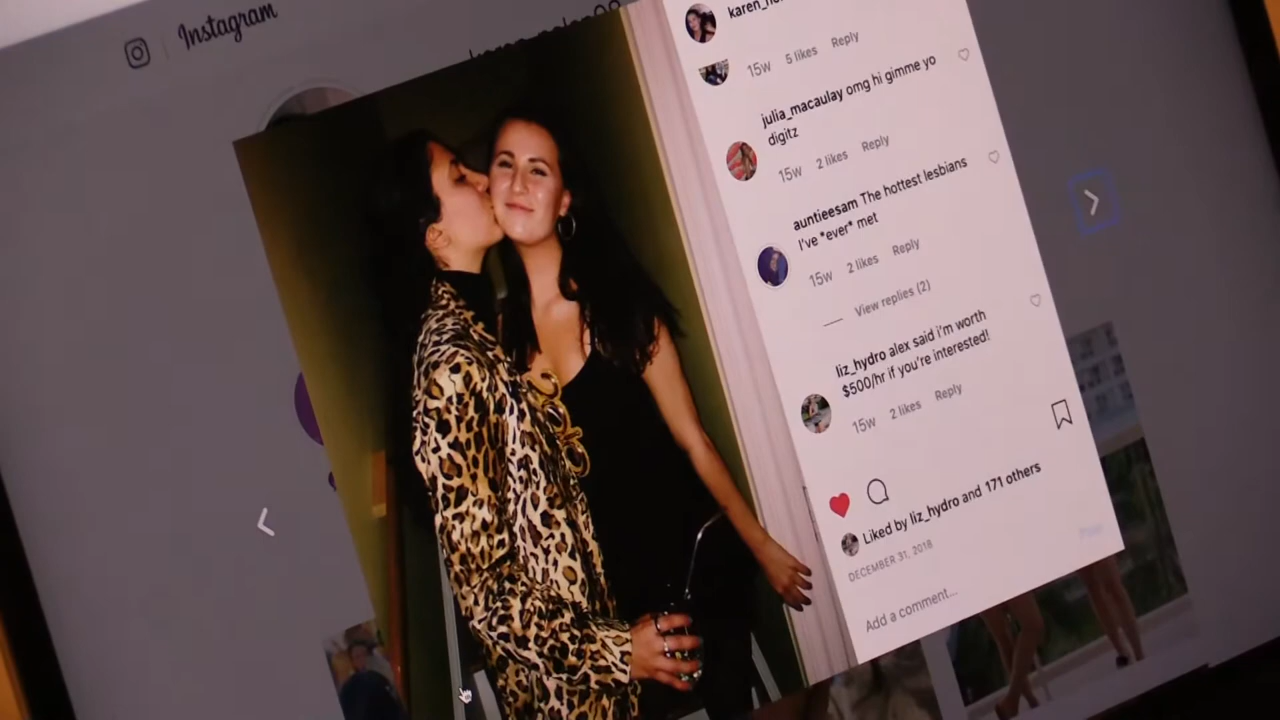 Instagram
karen_
15w 5 likes Reply
julia_macaulay omg hi gimme yo
digitz
15w 2 likes Reply
auntieesam The hottest lesbians
I've *ever* met
15w 2 likes Reply
View replies (2)
liz_hydro alex said i'm worth
$500/hr if you're interested!
15w 2 likes Reply
Liked by liz_hydro and 171 others
DECEMBER 31, 2018
Add a comment...
Post